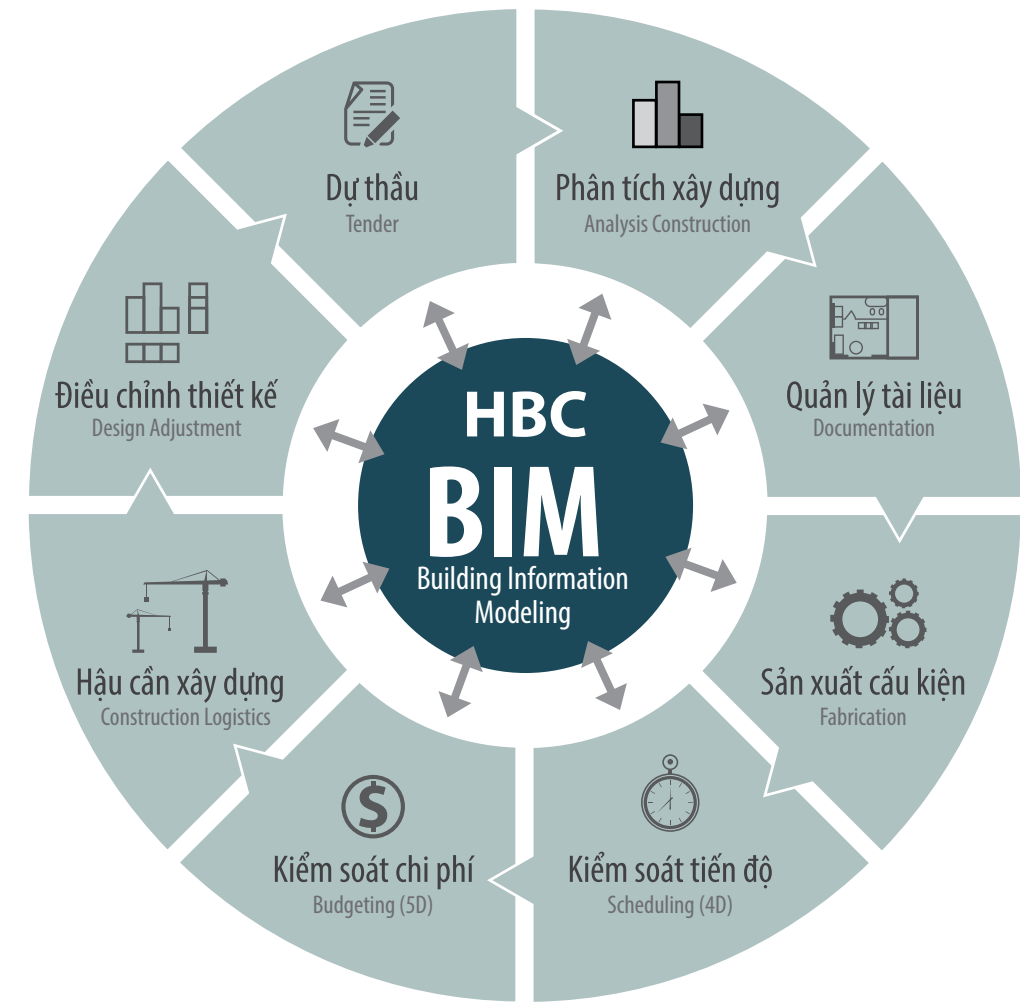 Dự thầu
Tender
Phân tích xây dựng
Analysis Construction
Quản lý tài liệu
Documentation
Sản xuất cấu kiện
Fabrication
Kiểm soát tiến độ
Scheduling (4D)
Kiểm soát chi phí
Budgeting (5D)
Hậu cần xây dựng
Construction Logistics
Điều chỉnh thiết kế
Design Adjustment
HBC
BIM
Building Information
Modeling
$